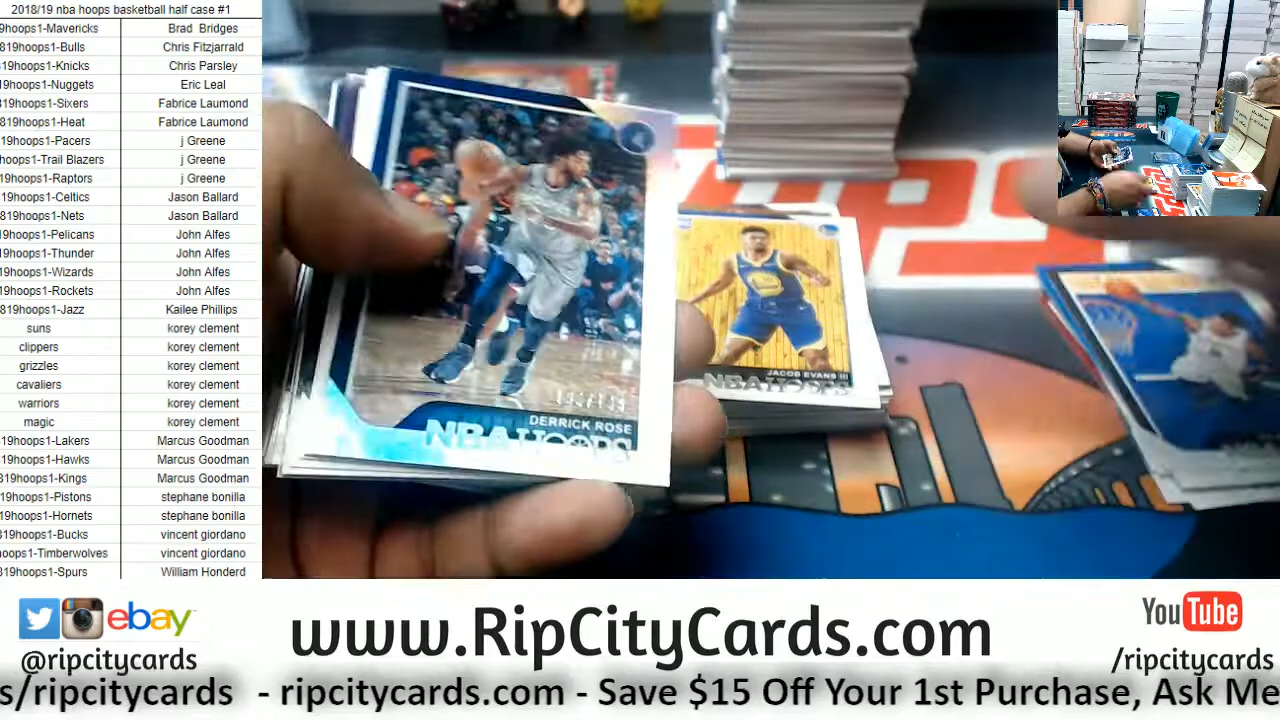 2018/19 nba hoops basketball half case #1
9hoops1-Mavericks Brad Bridges
819hoops1-Bulls Chris Fitzjarrald
19hoops1-Knicks Chris Parsley
19hoops1-Nuggets Eric Leal
819hoops1-Sixers Fabrice Laumond
819hoops1-Heat Fabrice Laumond
19hoops1-Pacers j Greene
hoops1-Trail Blazers j Greene
19hoops1-Raptors j Greene
19hoops1-Celtics Jason Ballard
819hoops1-Nets Jason Ballard
9hoops1-Pelicans John Alfes
9hoops1-Thunder John Alfes
9hoops1-Wizards John Alfes
9hoops1-Rockets John Alfes
819hoops1-Jazz Kailee Phillips
suns korey clement
clippers korey clement
grizzles korey clement
cavaliers korey clement
warriors korey clement
magic korey clement
19hoops1-Lakers Marcus Goodman
19hoops1-Hawks Marcus Goodman
819hoops1-Kings Marcus Goodman
19hoops1-Pistons stephane bonilla
19hoops1-Hornets stephane bonilla
819hoops1-Bucks vincent giordano
hoops1-Timberwolves vincent giordano
819hoops1-Spurs William Honderd
DERRICK ROSE
NBA HOOPS
JACOB EVANS III
NBA HOOPS
ebay
@ripcitycards
www.RipCityCards.com
YouTube
/ripcitycards
s/ripcitycards - ripcitycards.com - Save $15 Off Your 1st Purchase, Ask Me